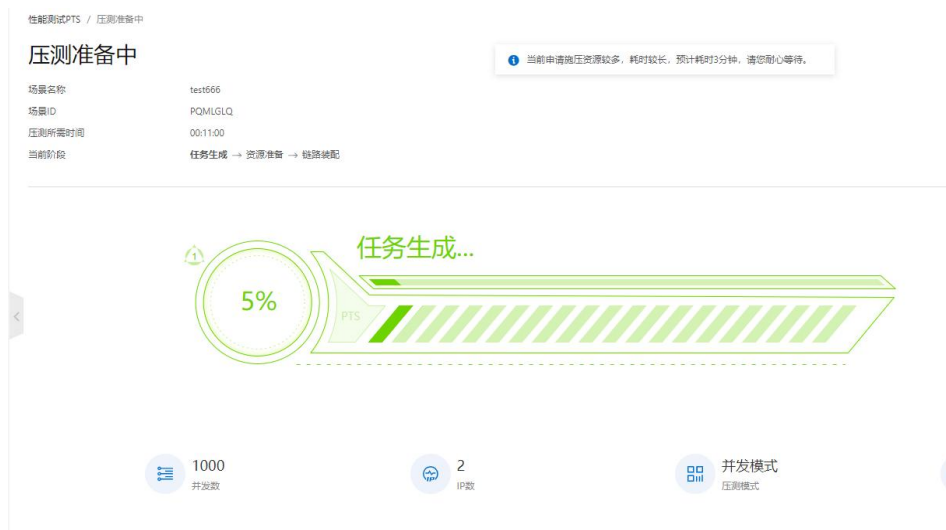 性能测试PTS / 压测准备中
压测准备中
当前申请施压资源较多，耗时较长，预计耗时3分钟，请您耐心等待。
场景名称 test666
场景ID PQMLGLQ
压测所需时间 00:11:00
当前阶段 任务生成 → 资源准备 → 链路装配
任务生成...
1
5%
PTS
1000
并发数
2
IP数
并发模式
压测模式